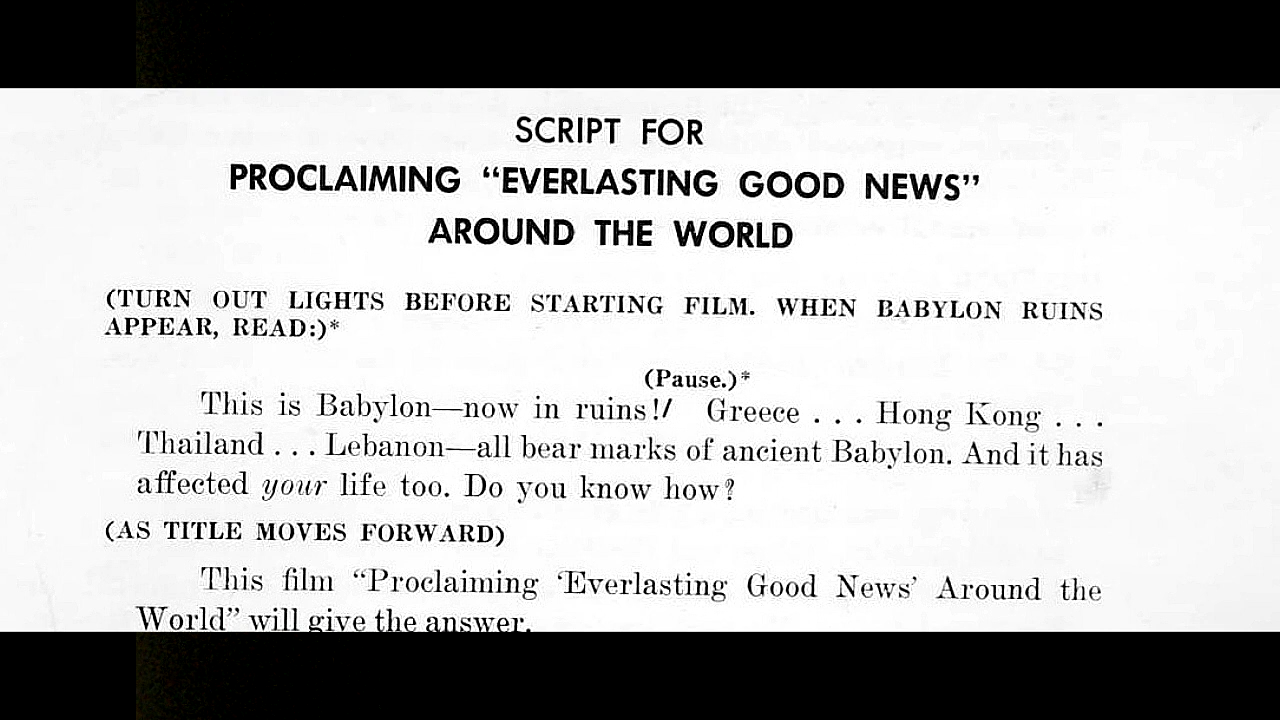 SCRIPT FOR
PROCLAIMING “EVERLASTING GOOD NEWS”
AROUND THE WORLD
(TURN OUT LIGHTS BEFORE STARTING FILM. WHEN BABYLON RUINS
APPEAR, READ:)*
(Pause.)*
This is Babylon—now in ruins!/ Greece . . . Hong Kong . . .
Thailand . . . Lebanon—all bear marks of ancient Babylon. And it has
affected your life too. Do you know how?
(AS TITLE MOVES FORWARD)
This film “Proclaiming ‘Everlasting Good News’ Around the
World” will give the answer.